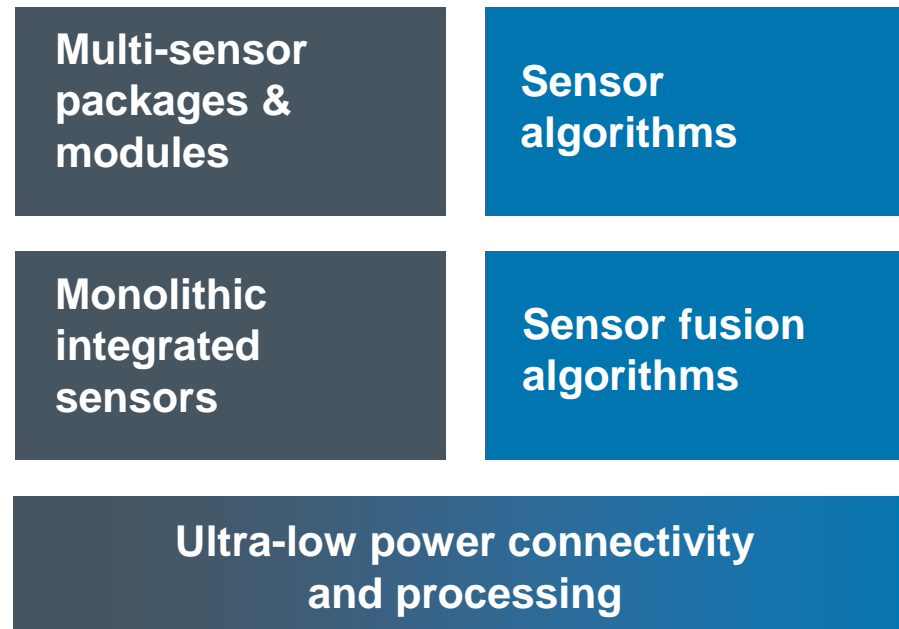 Multi-sensor
packages &
modules
Sensor
algorithms
Monolithic
integrated
sensors
Sensor fusion
algorithms
Ultra-low power connectivity
and processing